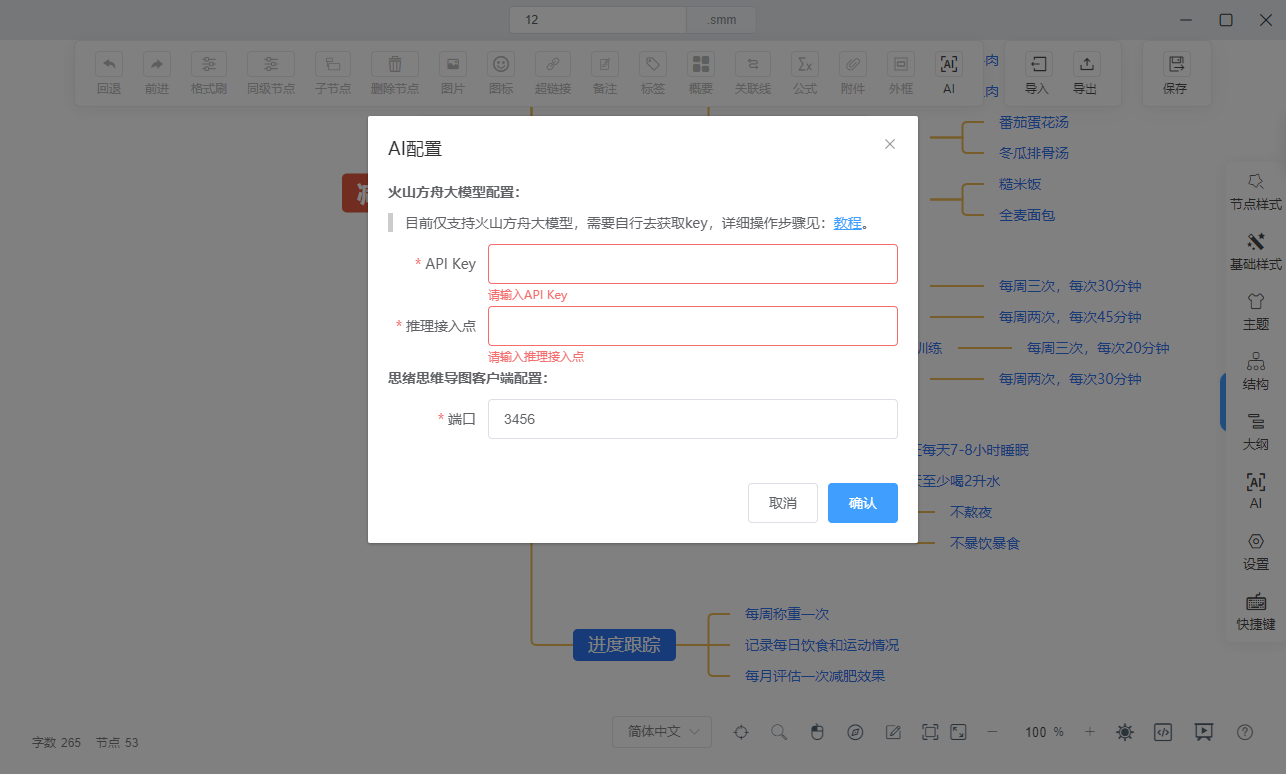 12 .smm
回退 前进 格式刷 同级节点 子节点 删除节点 图片 图标 超链接 备注 标签 概要 关联线 公式 附件 外框 AI 导入 导出 保存
肉
肉
番茄蛋花汤
冬瓜排骨汤
糙米饭
全麦面包
AI配置
火山方舟大模型配置：
目前仅支持火山方舟大模型，需要自行去获取key，详细操作步骤见：教程。
* API Key
请输入API Key
* 推理接入点
请输入推理接入点
思绪思维导图客户端配置：
* 端口 3456
取消 确认
减
每周三次，每次30分钟
每周两次，每次45分钟
训练 每周三次，每次20分钟
每周两次，每次30分钟
每天7-8小时睡眠
至少喝2升水
不熬夜
不暴饮暴食
进度跟踪
每周称重一次
记录每日饮食和运动情况
每月评估一次减肥效果
节点样式
基础样式
主题
结构
大纲
AI
设置
快捷键
字数 265 节点 53
简体中文 100 %